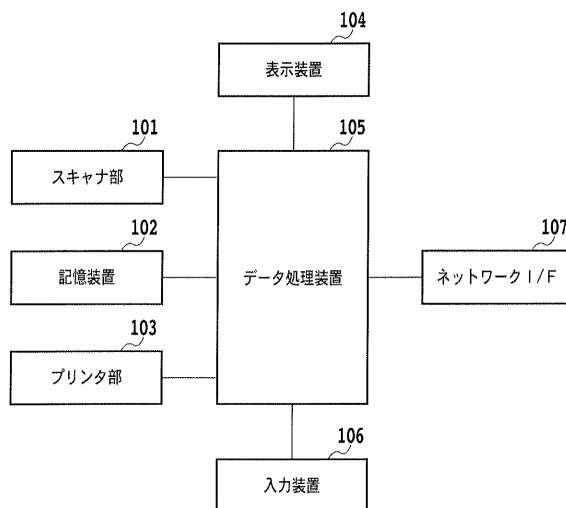 104
表示装置
101
105
スキャナ部
102
107
記憶装置
データ処理装置
ネットワークI/F
103
プリンタ部
106
入力装置